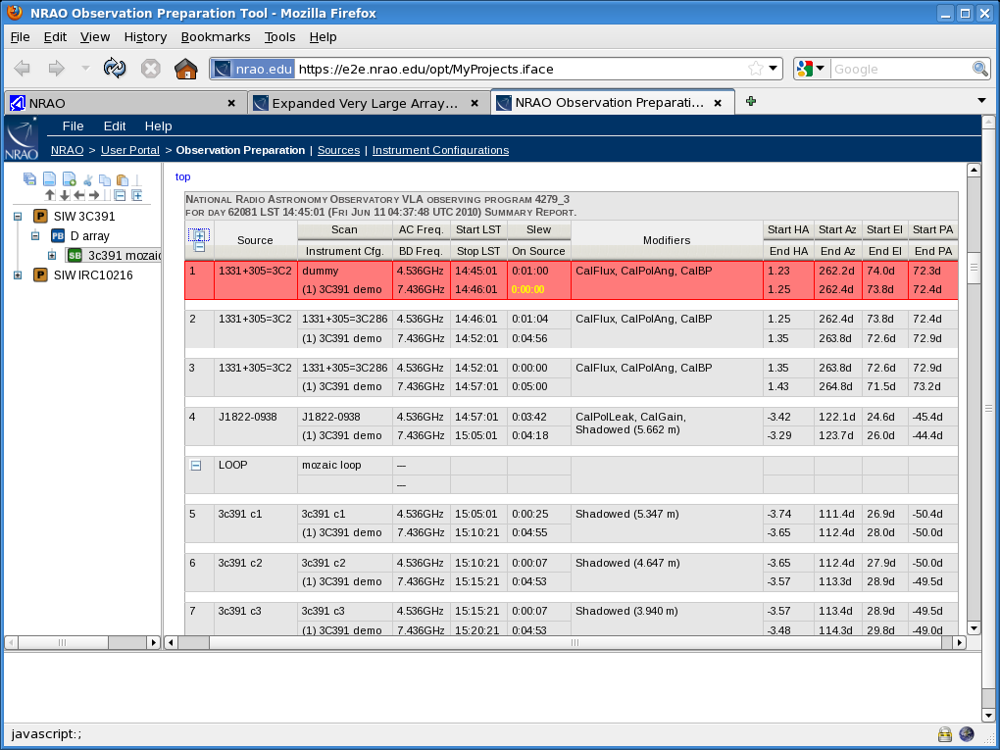 NRAO Observation Preparation Tool - Mozilla Firefox
File Edit View History Bookmarks Tools Help
nrao.edu https://e2e.nrao.edu/opt/MyProjects.iface Google
NRAO Expanded Very Large Array... NRAO Observation Preparati...
File Edit Help
NRAO
NRAO > User Portal > Observation Preparation | Sources | Instrument Configurations
SIW 3C391
D array
3c391 mozaic
SIW IRC10216
top
National Radio Astronomy Observatory VLA observing program 4279_3
for day 62081 LST 14:45:01 (Fri Jun 11 04:37:48 UTC 2010) Summary Report.
Source Scan AC Freq. Start LST Slew Modifiers Start HA Start Az Start El Start PA
Instrument Cfg. BD Freq. Stop LST On Source End HA End Az End El End PA
1 1331+305=3C2 dummy 4.536GHz 14:45:01 0:01:00 CalFlux, CalPolAng, CalBP 1.23 262.2d 74.0d 72.3d
(1) 3C391 demo 7.436GHz 14:46:01 0:00:00 1.25 262.4d 73.8d 72.4d
2 1331+305=3C2 1331+305=3C286 4.536GHz 14:46:01 0:01:04 CalFlux, CalPolAng, CalBP 1.25 262.4d 73.8d 72.4d
(1) 3C391 demo 7.436GHz 14:52:01 0:04:56 1.35 263.8d 72.6d 72.9d
3 1331+305=3C2 1331+305=3C286 4.536GHz 14:52:01 0:00:00 CalFlux, CalPolAng, CalBP 1.35 263.8d 72.6d 72.9d
(1) 3C391 demo 7.436GHz 14:57:01 0:05:00 1.43 264.8d 71.5d 73.2d
4 J1822-0938 J1822-0938 4.536GHz 14:57:01 0:03:42 CalPolLeak, CalGain, -3.42 122.1d 24.6d -45.4d
(1) 3C391 demo 7.436GHz 15:05:01 0:04:18 Shadowed (5.662 m) -3.29 123.7d 26.0d -44.4d
LOOP mozaic loop ---
---
5 3c391 c1 3c391 c1 4.536GHz 15:05:01 0:00:25 Shadowed (5.347 m) -3.74 111.4d 26.9d -50.4d
(1) 3C391 demo 7.436GHz 15:10:21 0:04:55 -3.65 112.4d 28.0d -50.0d
6 3c391 c2 3c391 c2 4.536GHz 15:10:21 0:00:07 Shadowed (4.647 m) -3.65 112.4d 27.9d -50.0d
(1) 3C391 demo 7.436GHz 15:15:21 0:04:53 -3.57 113.3d 28.9d -49.5d
7 3c391 c3 3c391 c3 4.536GHz 15:15:21 0:00:07 Shadowed (3.940 m) -3.57 113.4d 28.9d -49.5d
(1) 3C391 demo 7.436GHz 15:20:21 0:04:53 -3.48 114.3d 29.8d -49.0d
javascript:;